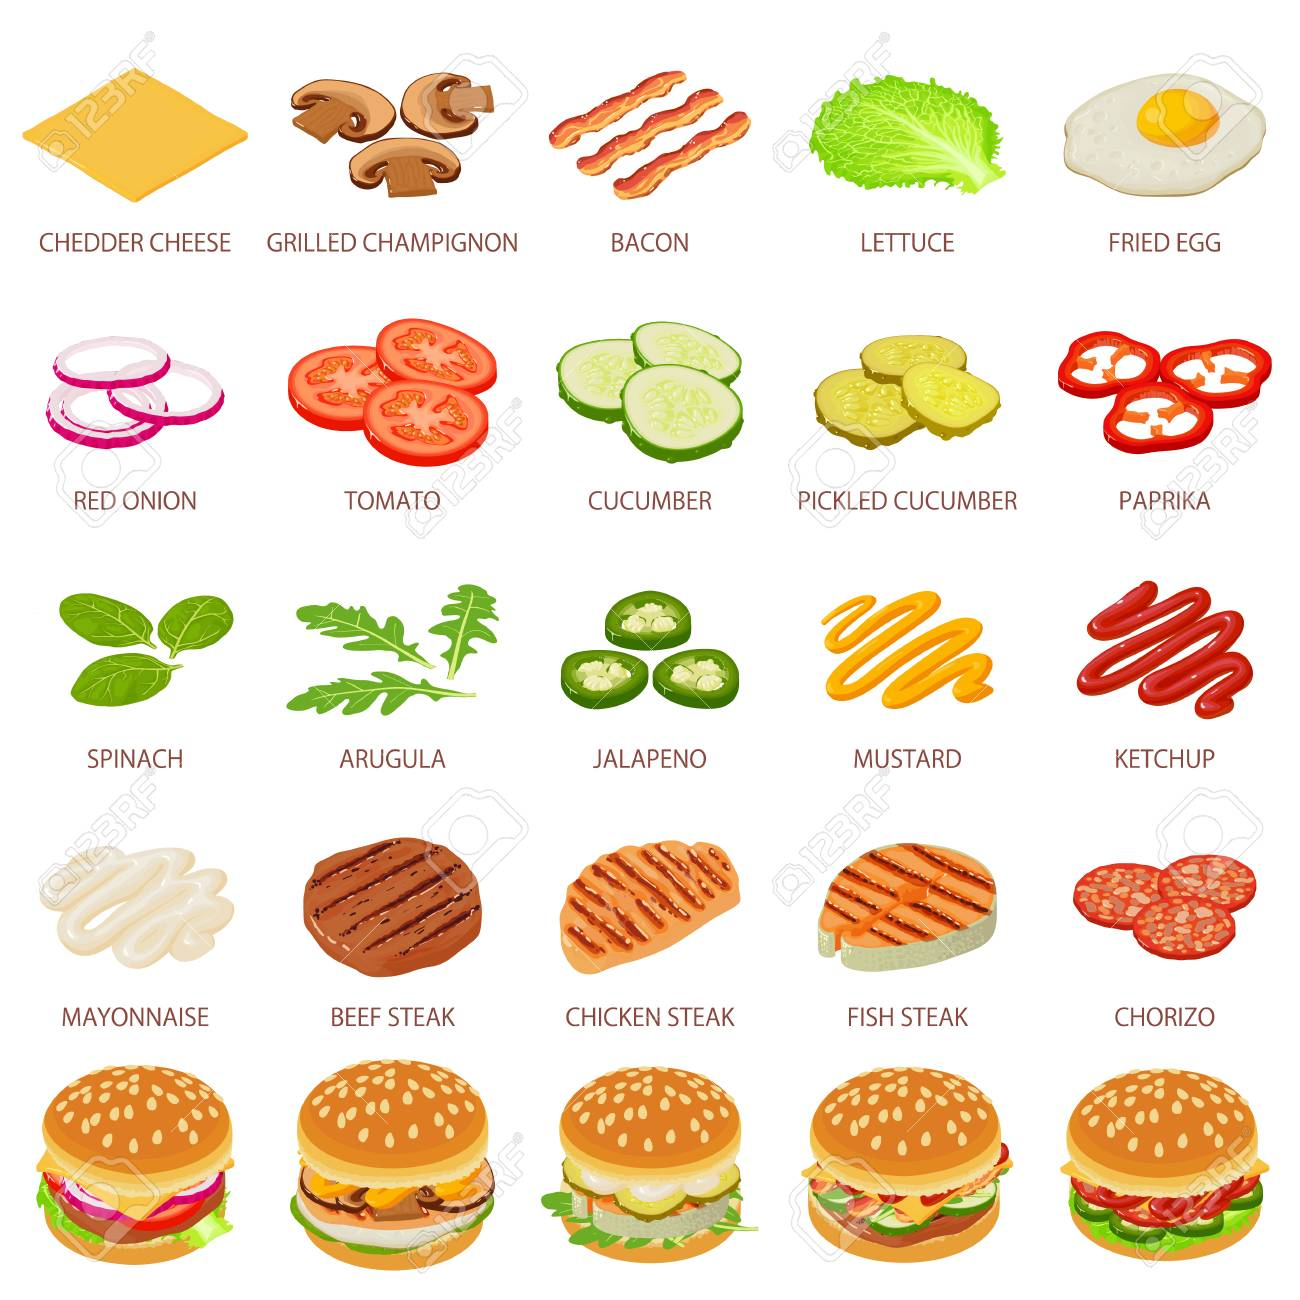 CHEDDER CHEESE GRILLED CHAMPIGNON BACON LETTUCE FRIED EGG
RED ONION TOMATO CUCUMBER PICKLED CUCUMBER PAPRIKA
SPINACH ARUGULA JALAPENO MUSTARD KETCHUP
MAYONNAISE BEEF STEAK CHICKEN STEAK FISH STEAK CHORIZO
123RF